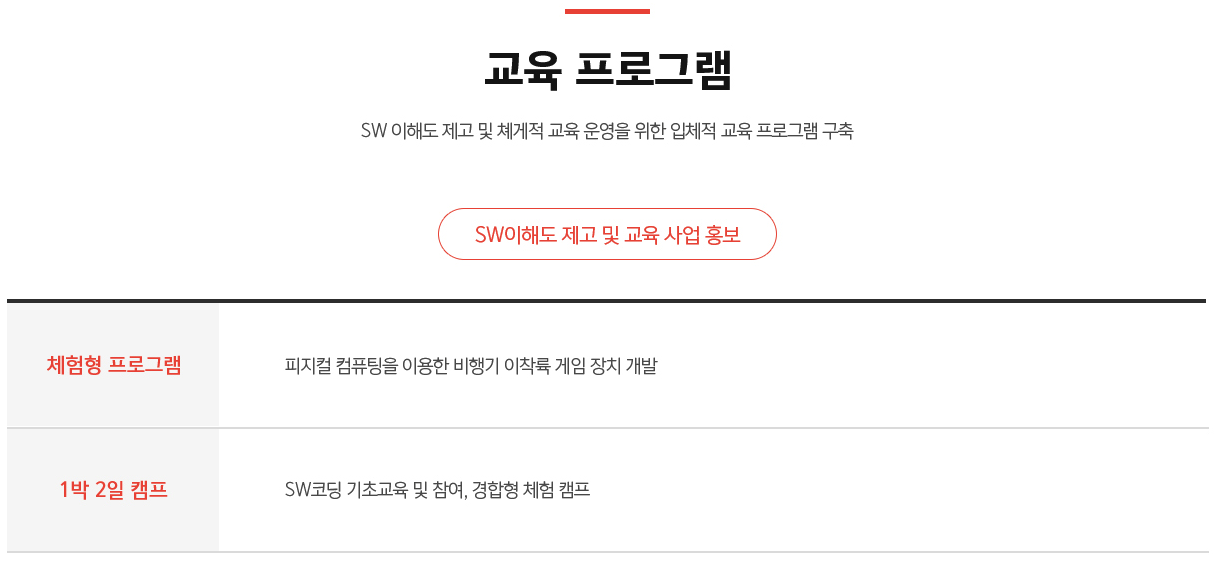 교육 프로그램
SW 이해도 제고 및 쳬게적 교육 운영을 위한 입체적 교육 프로그램 구축
SW이해도 제고 및 교육 사업 홍보
체험형 프로그램
피지컬 컴퓨팅을 이용한 비행기 이착륙 게임 장치 개발
1박 2일 캠프
SW코딩 기초교육 및 참여, 경합형 체험 캠프